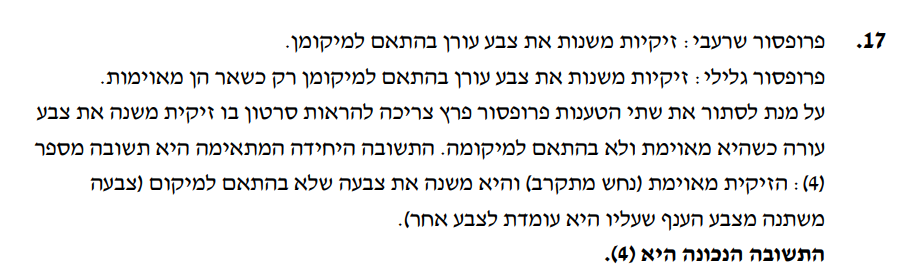 17. פרופסור שרעבי: זיקיות משנות את צבע עורן בהתאם למיקומן.
פרופסור גלילי: זיקיות משנות את צבע עורן בהתאם למיקומן רק כשאר הן מאוימות.
על מנת לסתור את שתי הטענות פרופסור פרץ צריכה להראות סרטון בו זיקית משנה את צבע
עורה כשהיא מאוימת ולא בהתאם למיקומה. התשובה היחידה המתאימה היא תשובה מספר
(4): הזיקית מאוימת (נחש מתקרב) והיא משנה את צבעה שלא בהתאם למיקום (צבעה
משתנה מצבע הענף שעליו היא עומדת לצבע אחר).
התשובה הנכונה היא (4).